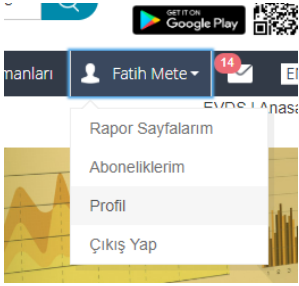 GET IT ON
Google Play
manları
Fatih Mete
14
EVDS | Anasa
Rapor Sayfalarım
Aboneliklerim
Profil
Çıkış Yap